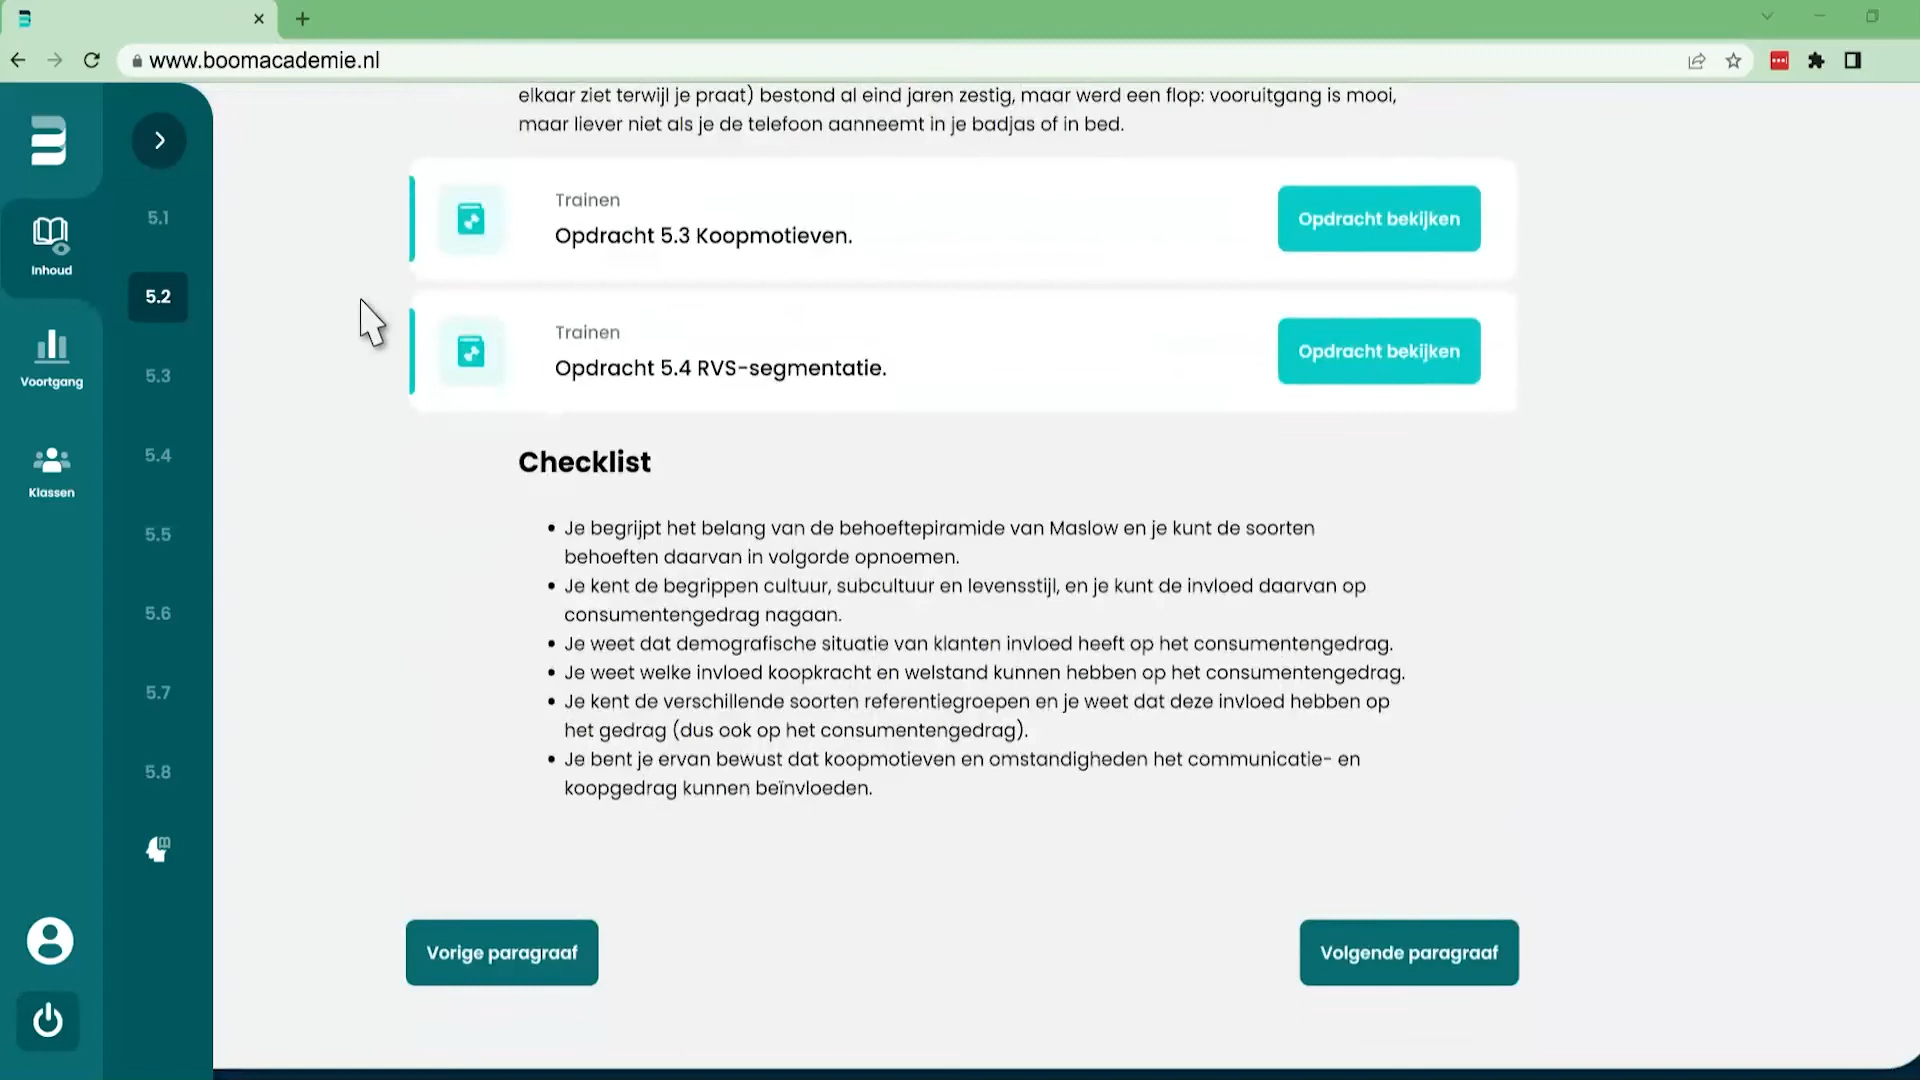 www.boomacademie.nl
elkaar ziet terwijl je praat) bestond al eind jaren zestig, maar werd een flop: vooruitgang is mooi,
maar liever niet als je de telefoon aanneemt in je badjas of in bed.
Trainen
Opdracht 5.3 Koopmotieven.
Opdracht bekijken
Trainen
Opdracht 5.4 RVS-segmentatie.
Opdracht bekijken
Checklist
• Je begrijpt het belang van de behoeftepiramide van Maslow en je kunt de soorten
behoeften daarvan in volgorde opnoemen.
• Je kent de begrippen cultuur, subcultuur en levensstijl, en je kunt de invloed daarvan op
consumentengedrag nagaan.
• Je weet dat demografische situatie van klanten invloed heeft op het consumentengedrag.
• Je weet welke invloed koopkracht en welstand kunnen hebben op het consumentengedrag.
• Je kent de verschillende soorten referentiegroepen en je weet dat deze invloed hebben op
het gedrag (dus ook op het consumentengedrag).
• Je bent je ervan bewust dat koopmotieven en omstandigheden het communicatie- en
koopgedrag kunnen beïnvloeden.
Vorige paragraaf
Volgende paragraaf
Inhoud
Voortgang
Klassen
5.1
5.2
5.3
5.4
5.5
5.6
5.7
5.8